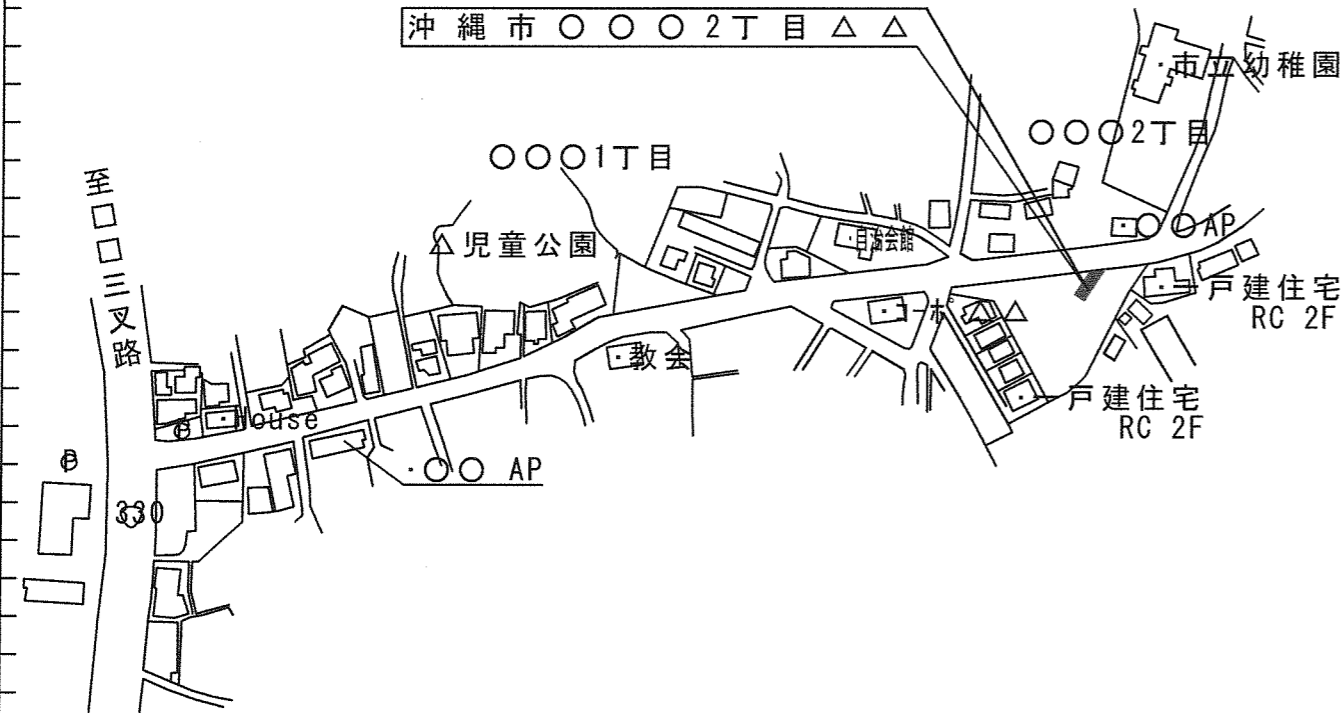 沖縄市〇〇〇2丁目△△
市立幼稚園
〇〇〇2丁目
〇〇〇1丁目
至□□三叉路
△児童公園
自治会館
〇〇AP
戸建住宅
RC 2F
教会
戸建住宅
RC 2F
house
P
P
〇〇 AP
330